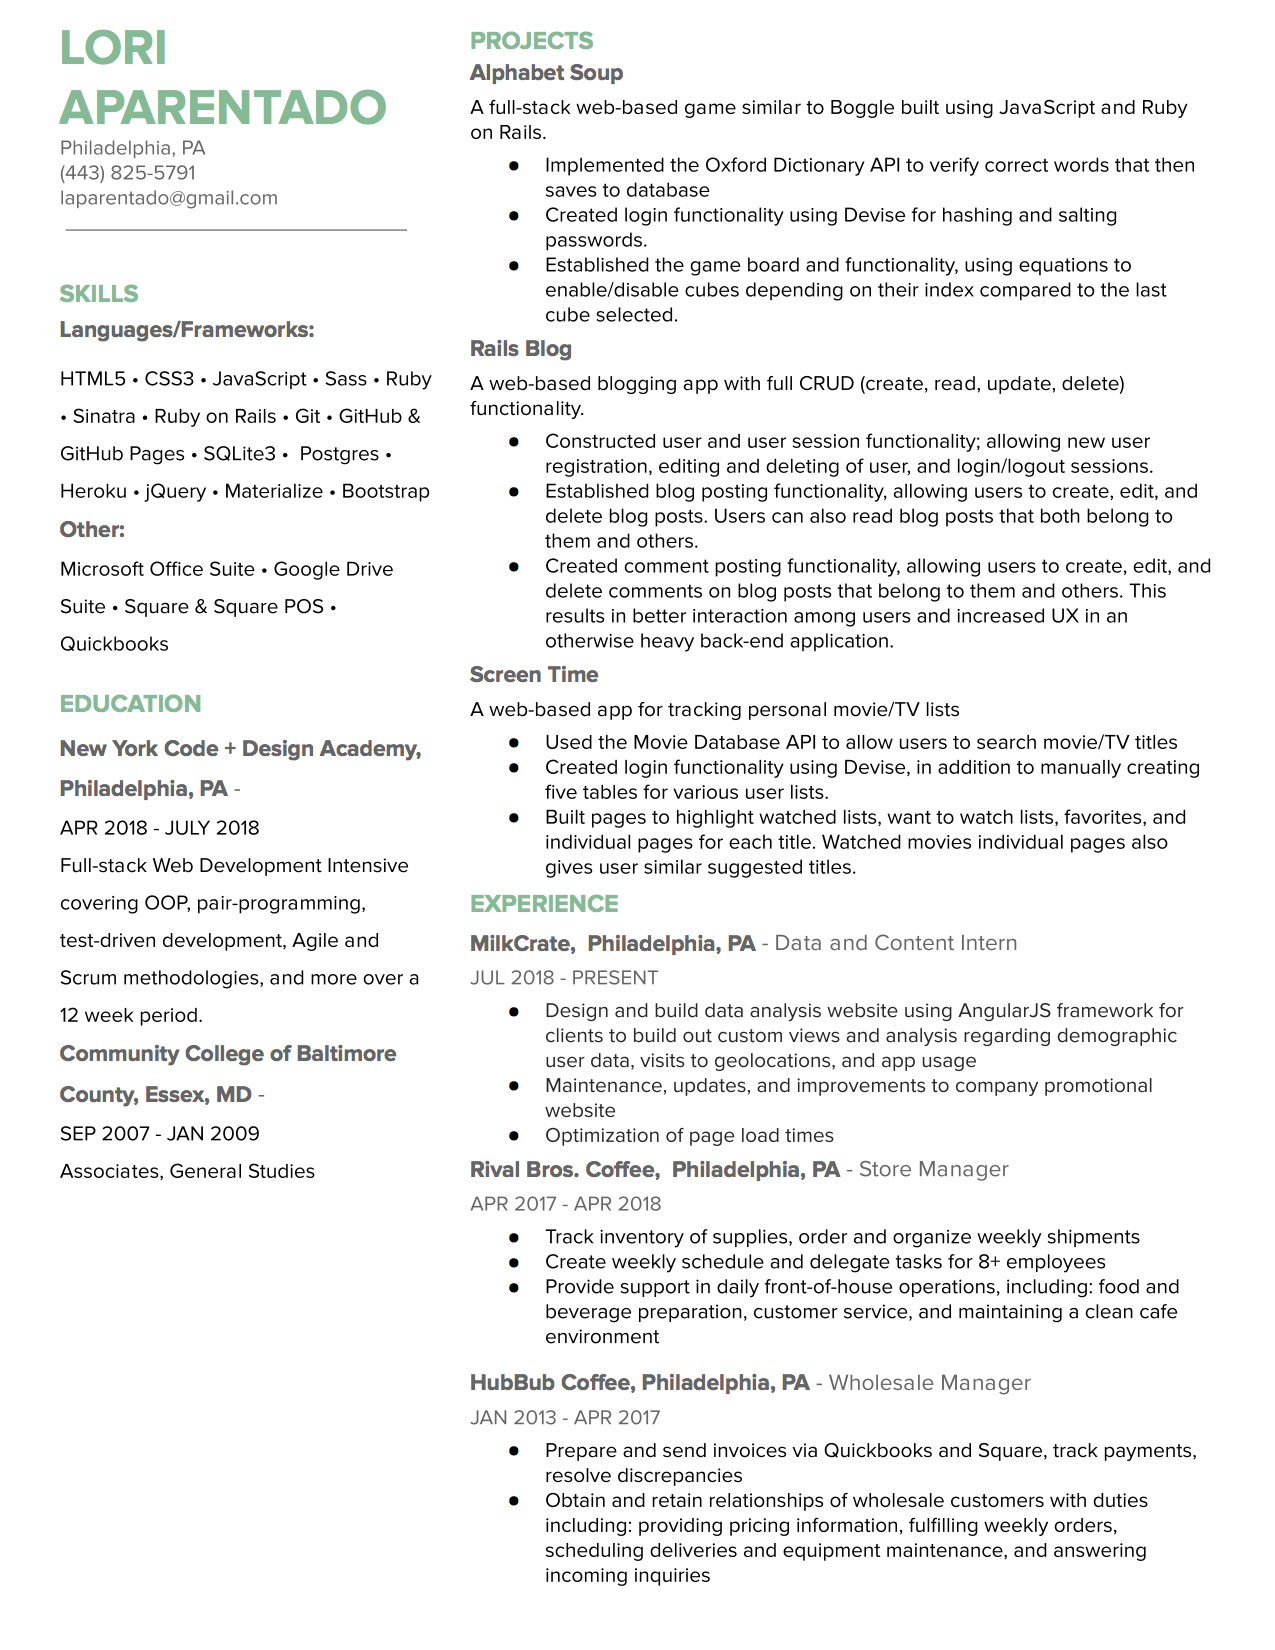 LORI
APARENTADO
Philadelphia, PA
(443) 825-5791
laparentado@gmail.com
SKILLS
Languages/Frameworks:
HTML5 • CSS3 • JavaScript • Sass • Ruby
• Sinatra • Ruby on Rails • Git • GitHub &
GitHub Pages • SQLite3 •  Postgres •
Heroku • jQuery • Materialize • Bootstrap
Other:
Microsoft Office Suite • Google Drive
Suite • Square & Square POS •
Quickbooks
EDUCATION
New York Code + Design Academy,
Philadelphia, PA -
APR 2018 - JULY 2018
Full-stack Web Development Intensive
covering OOP, pair-programming,
test-driven development, Agile and
Scrum methodologies, and more over a
12 week period.
Community College of Baltimore
County, Essex, MD -
SEP 2007 - JAN 2009
Associates, General Studies
PROJECTS
Alphabet Soup
A full-stack web-based game similar to Boggle built using JavaScript and Ruby
on Rails.
● Implemented the Oxford Dictionary API to verify correct words that then
saves to database
● Created login functionality using Devise for hashing and salting
passwords.
● Established the game board and functionality, using equations to
enable/disable cubes depending on their index compared to the last
cube selected.
Rails Blog
A web-based blogging app with full CRUD (create, read, update, delete)
functionality.
● Constructed user and user session functionality; allowing new user
registration, editing and deleting of user, and login/logout sessions.
● Established blog posting functionality, allowing users to create, edit, and
delete blog posts. Users can also read blog posts that both belong to
them and others.
● Created comment posting functionality, allowing users to create, edit, and
delete comments on blog posts that belong to them and others. This
results in better interaction among users and increased UX in an
otherwise heavy back-end application.
Screen Time
A web-based app for tracking personal movie/TV lists
● Used the Movie Database API to allow users to search movie/TV titles
● Created login functionality using Devise, in addition to manually creating
five tables for various user lists.
● Built pages to highlight watched lists, want to watch lists, favorites, and
individual pages for each title. Watched movies individual pages also
gives user similar suggested titles.
EXPERIENCE
MilkCrate,  Philadelphia, PA - Data and Content Intern
JUL 2018 - PRESENT
● Design and build data analysis website using AngularJS framework for
clients to build out custom views and analysis regarding demographic
user data, visits to geolocations, and app usage
● Maintenance, updates, and improvements to company promotional
website
● Optimization of page load times
Rival Bros. Coffee,  Philadelphia, PA - Store Manager
APR 2017 - APR 2018
● Track inventory of supplies, order and organize weekly shipments
● Create weekly schedule and delegate tasks for 8+ employees
● Provide support in daily front-of-house operations, including: food and
beverage preparation, customer service, and maintaining a clean cafe
environment
HubBub Coffee, Philadelphia, PA - Wholesale Manager
JAN 2013 - APR 2017
● Prepare and send invoices via Quickbooks and Square, track payments,
resolve discrepancies
● Obtain and retain relationships of wholesale customers with duties
including: providing pricing information, fulfilling weekly orders,
scheduling deliveries and equipment maintenance, and answering
incoming inquiries